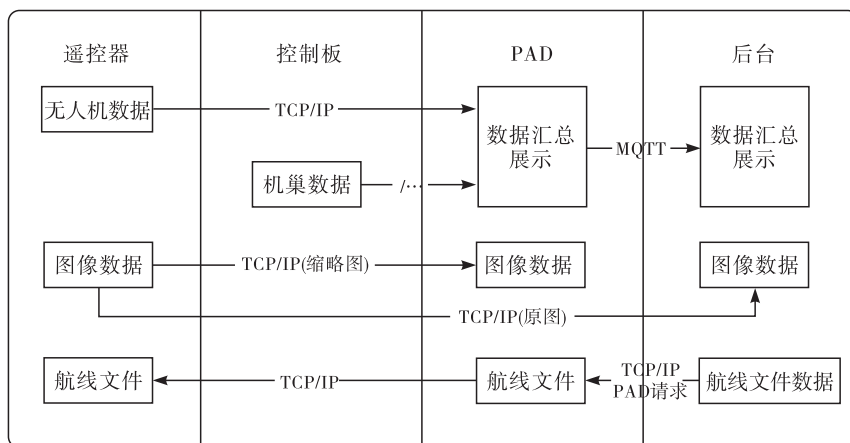 遥控器
控制板
PAD
后台
无人机数据
TCP/IP
数据汇总
展示
MQTT
数据汇总
展示
机巢数据
/…
图像数据
TCP/IP(缩略图)
图像数据
图像数据
TCP/IP(原图)
航线文件
TCP/IP
航线文件
TCP/IP
PAD请求
航线文件数据